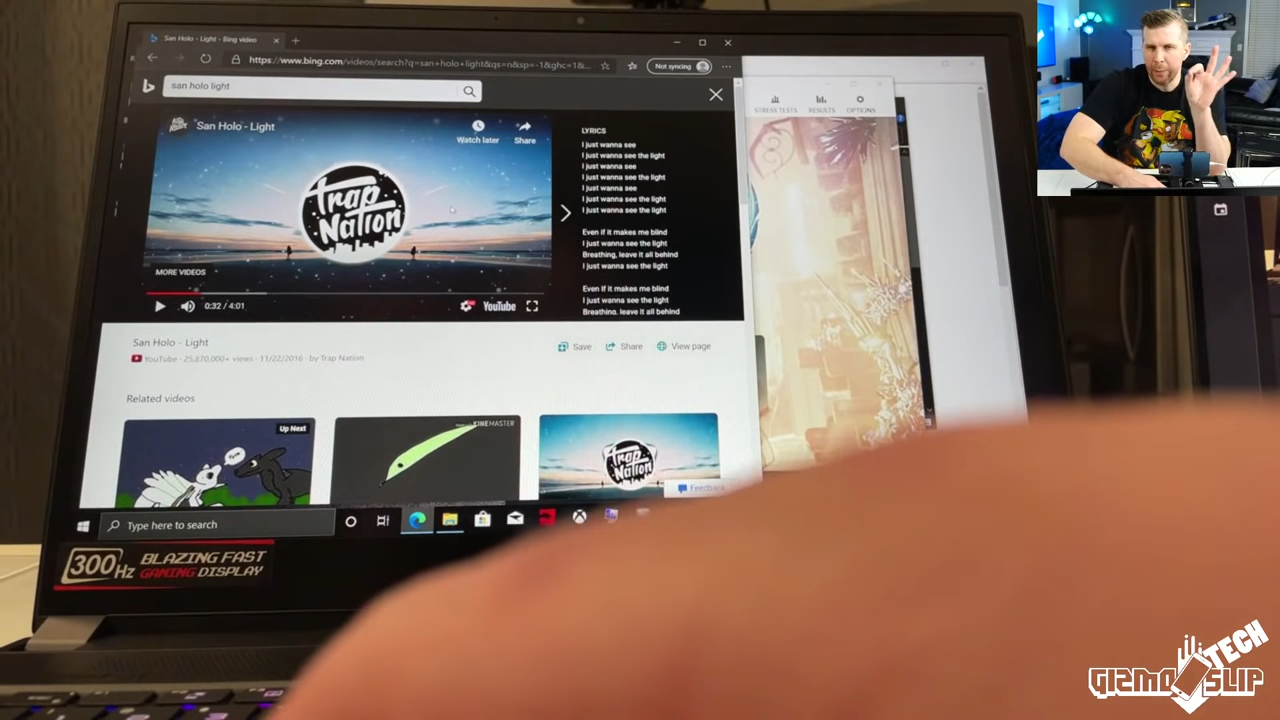 San Holo - Light - Bing video
https://www.bing.com/videos/search?q=san+holo+light&qs=n&sp=-1&ghc=1&...
Not syncing
san holo light
San Holo - Light
Watch later
Share
Trap
Nation
MORE VIDEOS
0:32 / 4:01
YouTube
LYRICS
I just wanna see
I just wanna see the light
I just wanna see
I just wanna see the light
I just wanna see
I just wanna see the light
I just wanna see the light
Even if it makes me blind
I just wanna see the light
Breathing, leave it all behind
I just wanna see the light
Even if it makes me blind
I just wanna see the light
Breathing, leave it all behind
STRESS TESTS
RESULTS
OPTIONS
San Holo - Light
YouTube · 25,870,000+ views · 11/22/2016 · by Trap Nation
Save
Share
View page
Related videos
Up Next
KINEMASTER
Trap
Nation
Feedback
Type here to search
300Hz
BLAZING FAST
GAMING DISPLAY
GIZMO SLIP
TECH